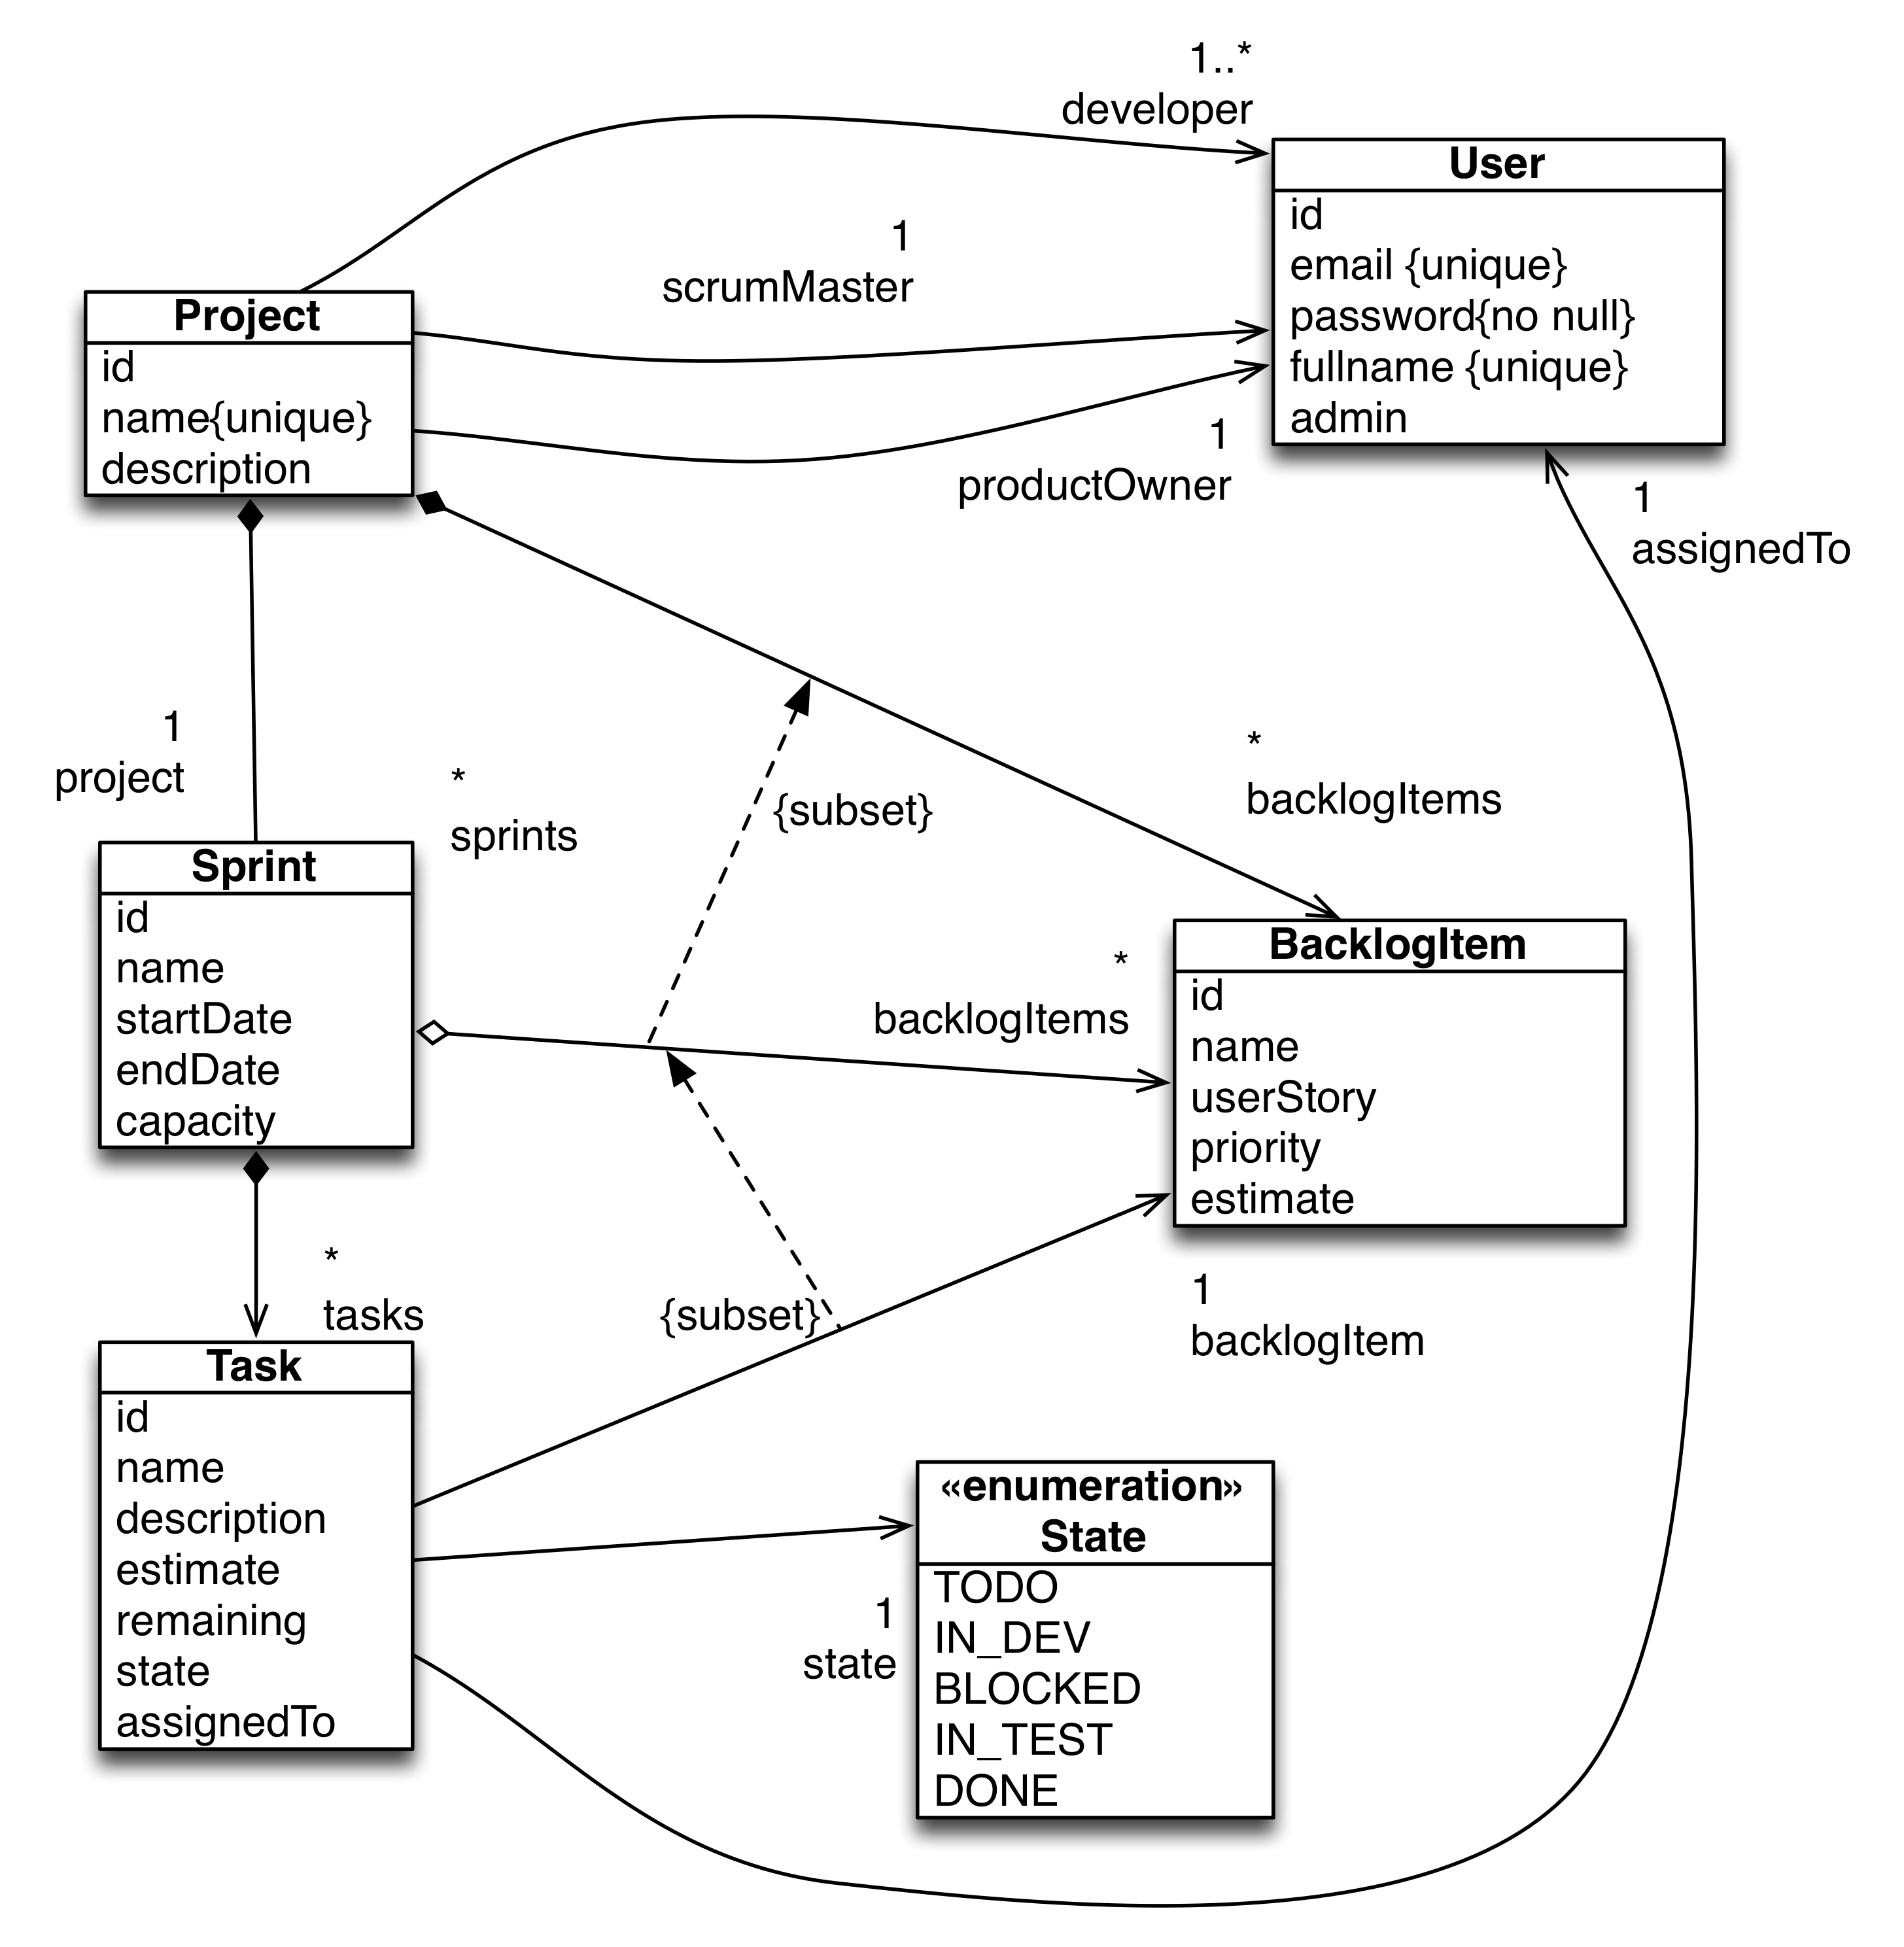 1..*
developer
User
id
email {unique}
password{no null}
fullname {unique}
admin
1
scrumMaster
Project
id
name{unique}
description
1
productOwner
1
assignedTo
1
project
*
sprints
{subset}
*
backlogItems
Sprint
id
name
startDate
endDate
capacity
*
backlogItems
BacklogItem
id
name
userStory
priority
estimate
*
tasks
{subset}
1
backlogItem
Task
id
name
description
estimate
remaining
state
assignedTo
1
state
«enumeration»
State
TODO
IN_DEV
BLOCKED
IN_TEST
DONE